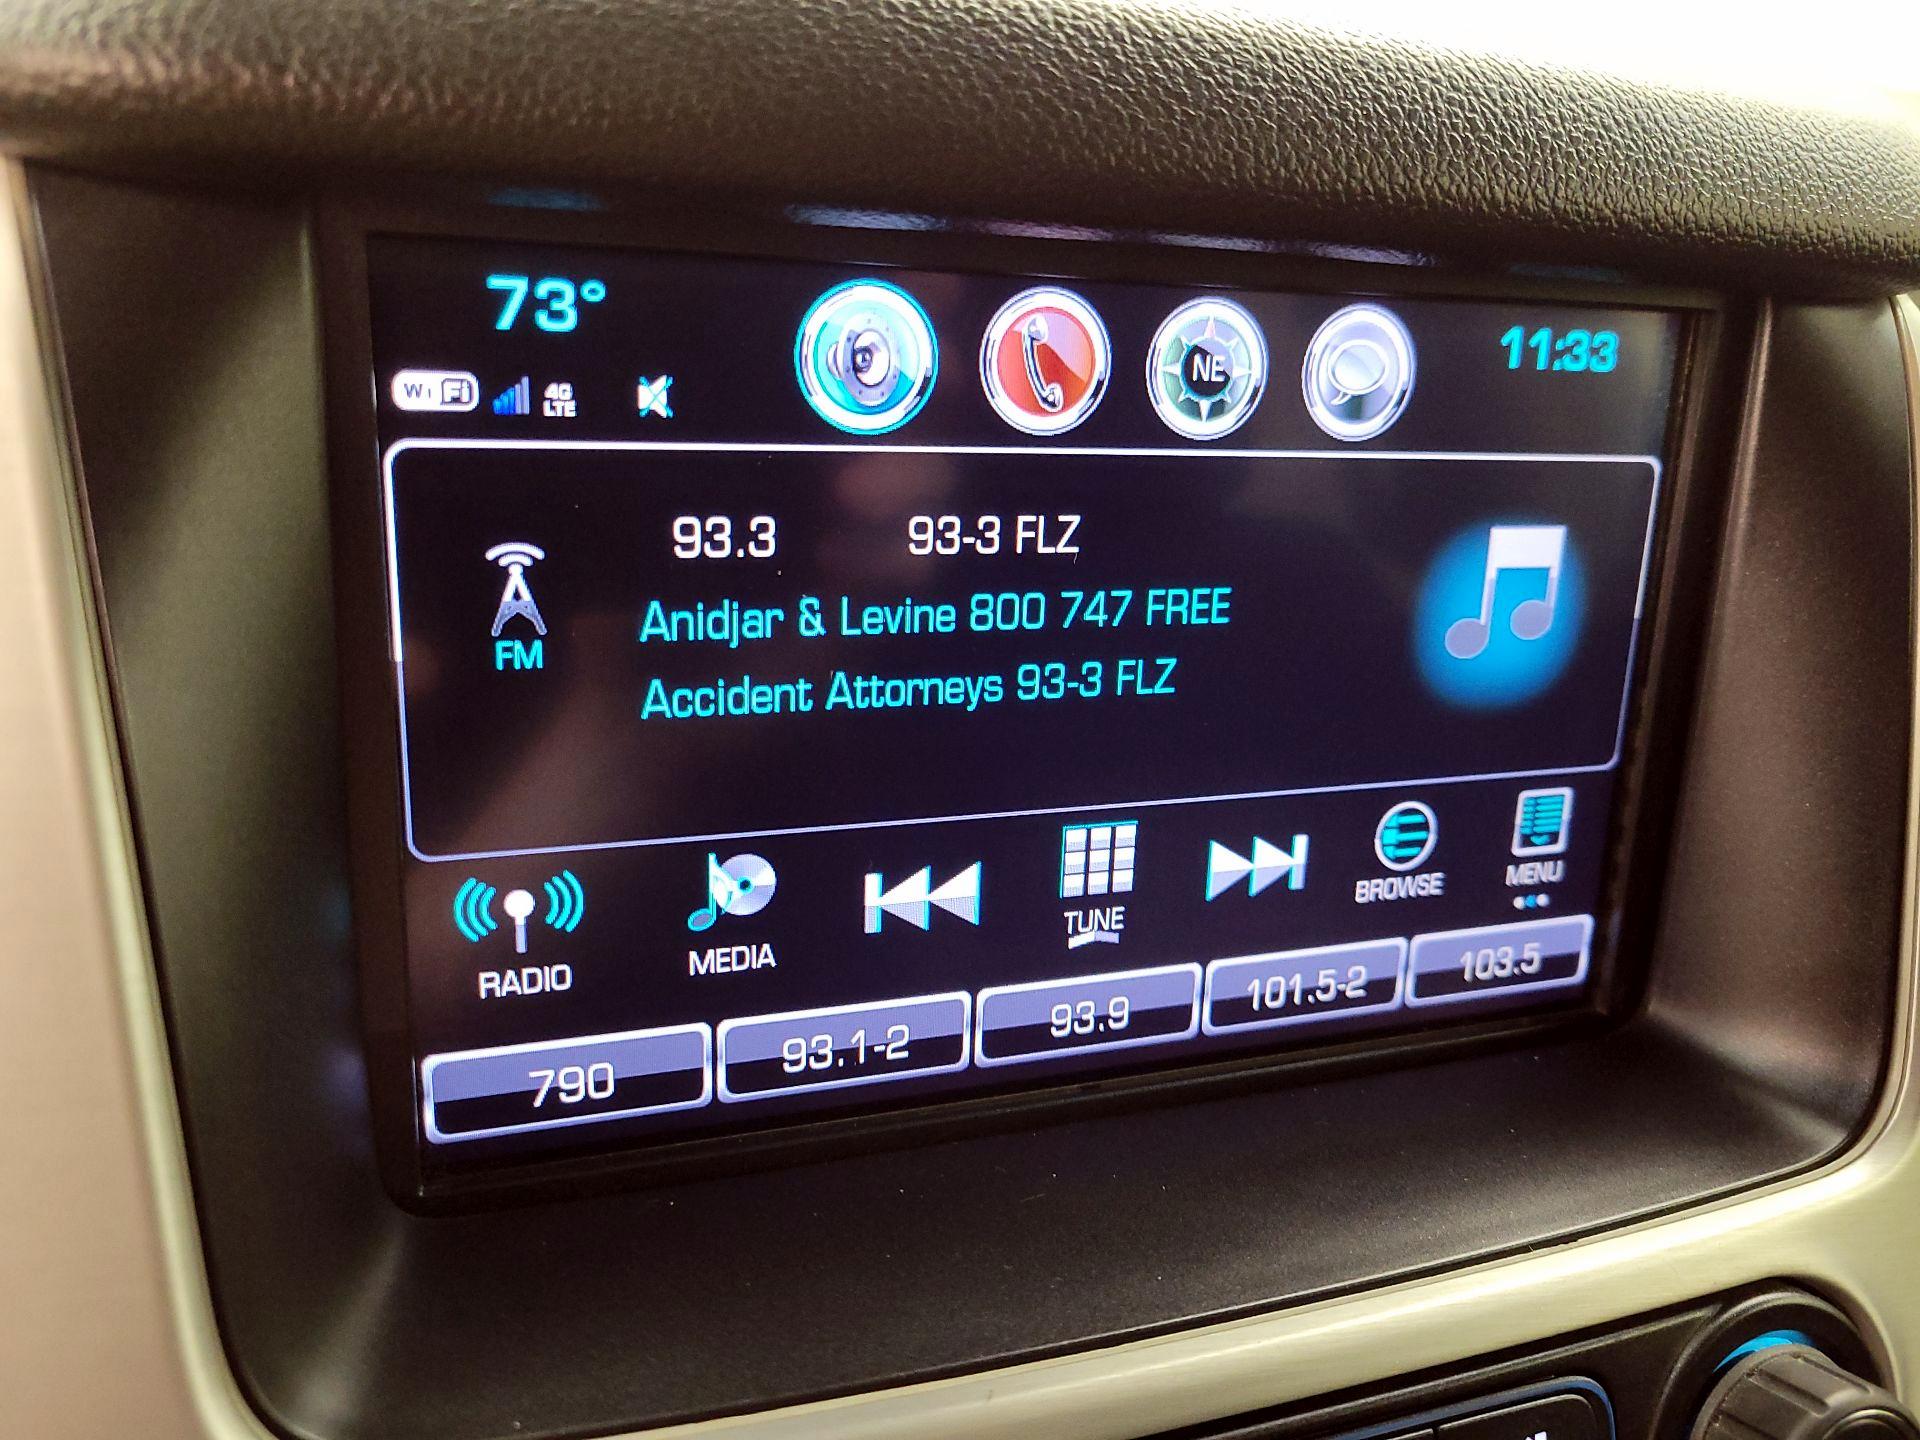 73°
11:33
WiFi 4G LTE
NE
93.3 93-3 FLZ
Anidjar & Levine 800 747 FREE
FM
Accident Attorneys 93-3 FLZ
RADIO MEDIA TUNE BROWSE MENU
790 93.1-2 93.9 101.5-2 103.5